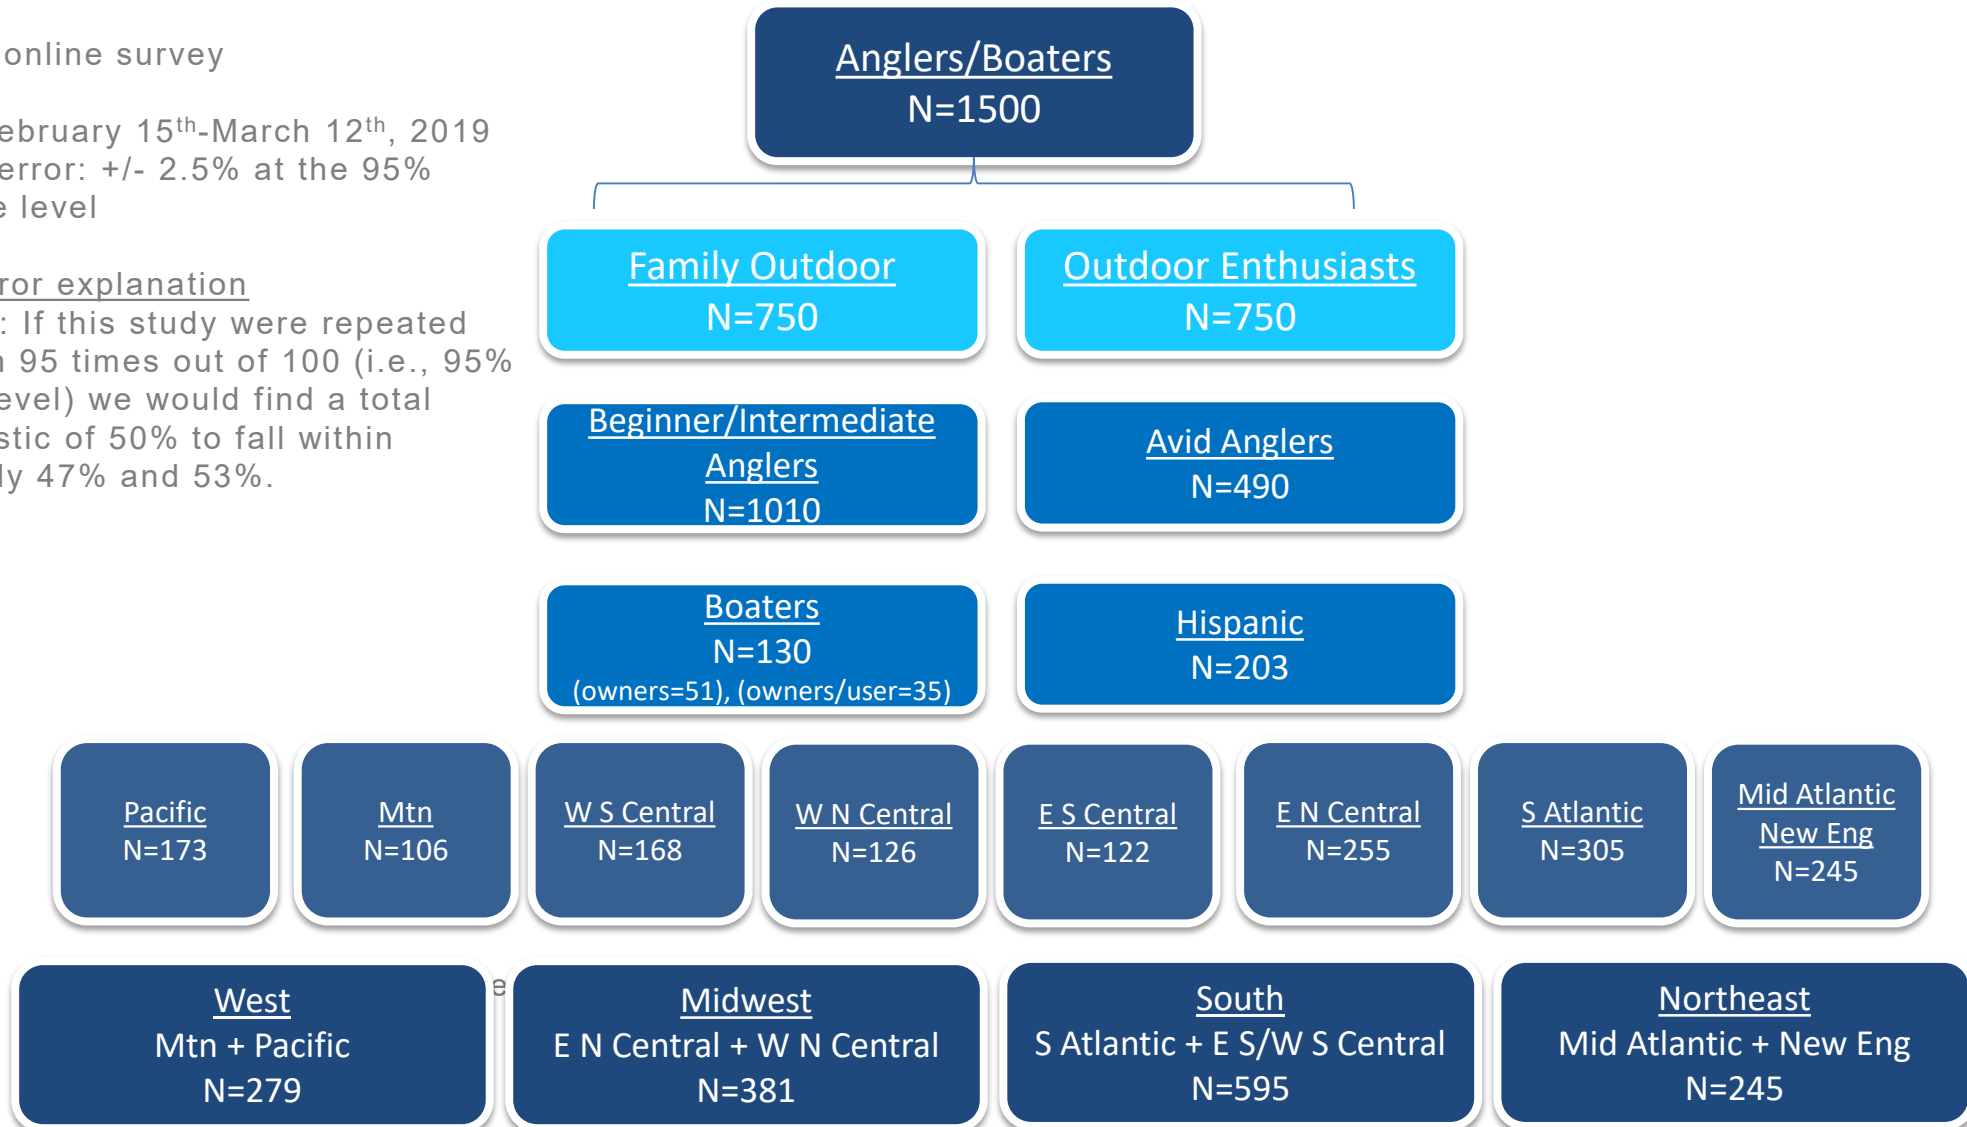 online survey
ebruary 15th-March 12th, 2019
error: +/- 2.5% at the 95%
e level
ror explanation
: If this study were repeated
n 95 times out of 100 (i.e., 95%
evel) we would find a total
stic of 50% to fall within
ly 47% and 53%.
Anglers/Boaters
N=1500
Family Outdoor
N=750
Outdoor Enthusiasts
N=750
Beginner/Intermediate
Anglers
N=1010
Avid Anglers
N=490
Boaters
N=130
(owners=51), (owners/user=35)
Hispanic
N=203
Pacific
N=173
Mtn
N=106
W S Central
N=168
W N Central
N=126
E S Central
N=122
E N Central
N=255
S Atlantic
N=305
Mid Atlantic
New Eng
N=245
West
Mtn + Pacific
N=279
e
Midwest
E N Central + W N Central
N=381
South
S Atlantic + E S/W S Central
N=595
Northeast
Mid Atlantic + New Eng
N=245